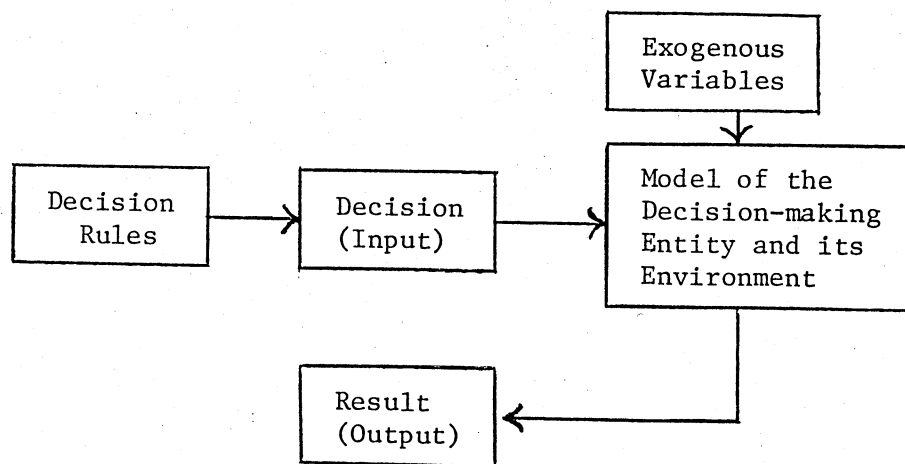 Exogenous
Variables
Decision
Rules
Decision
(Input)
Model of the
Decision-making
Entity and its
Environment
Result
(Output)